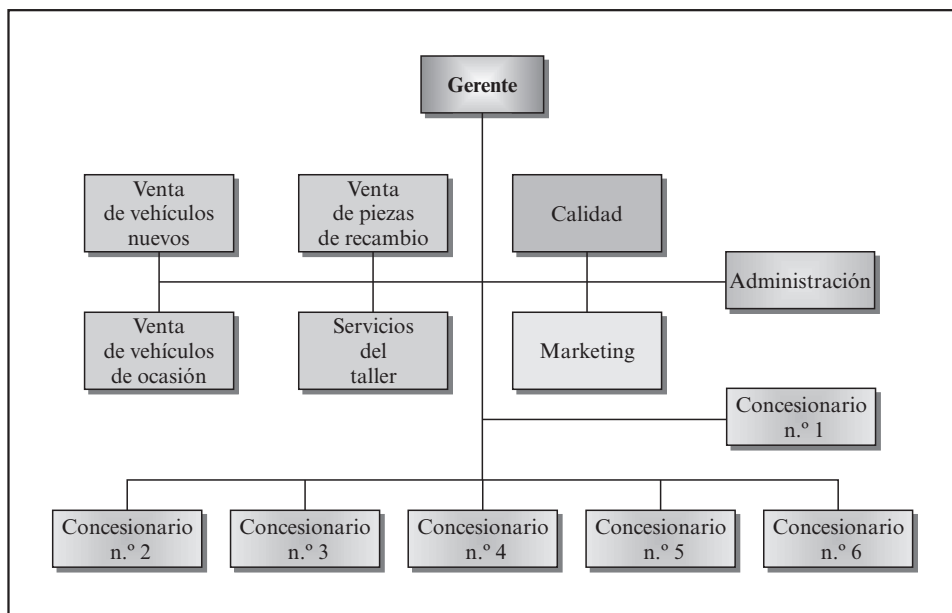 Gerente
Venta
de vehículos
nuevos
Venta
de piezas
de recambio
Calidad
Administración
Venta
de vehículos
de ocasión
Servicios
del
taller
Marketing
Concesionario
n.º 1
Concesionario
n.º 2
Concesionario
n.º 3
Concesionario
n.º 4
Concesionario
n.º 5
Concesionario
n.º 6